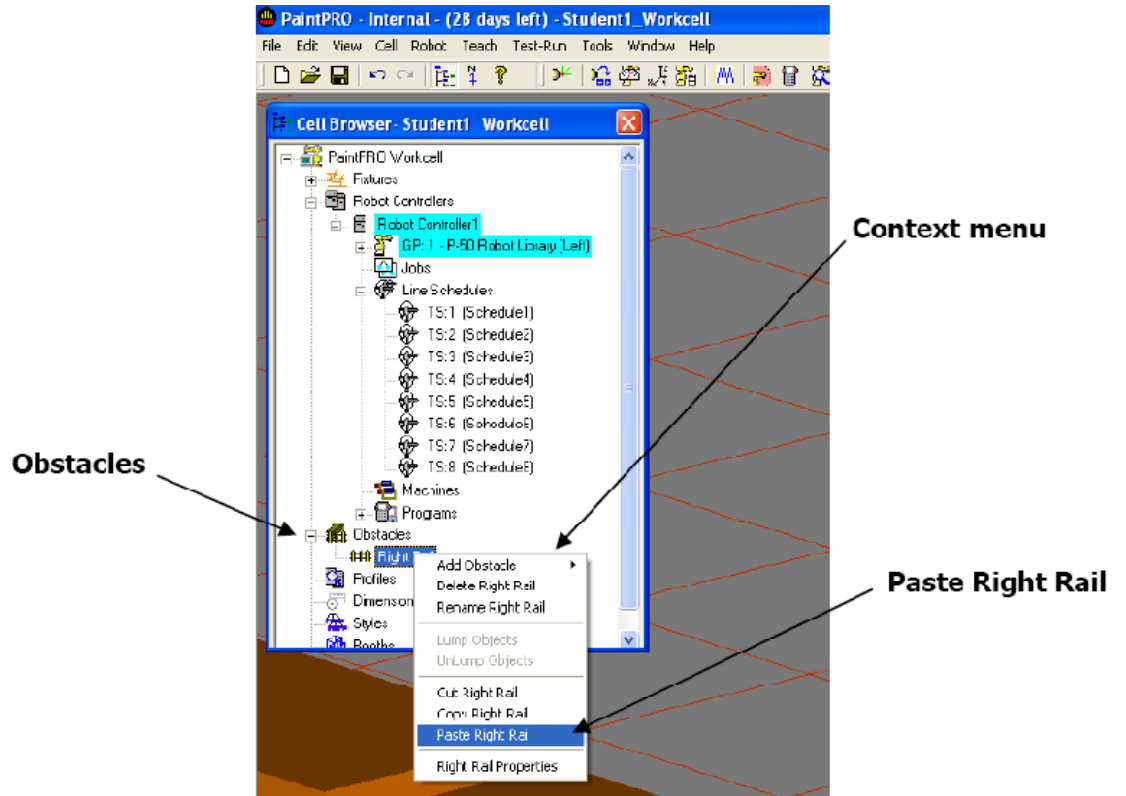 PaintPRO - Internal - (28 days left) - Student1_Workcell
File Edit View Cell Robot Teach Test-Run Tools Window Help
Cell Browser- Student1 Workcell
PaintPRO Workcell
Fixtures
Robot Controllers
Robot Controller1
GP: 1 - P-50 Robot Library (Left)
Jobs
Line Schedules
TS:1 (Schedule1)
TS:2 (Schedule2)
TS:3 (Schedule3)
TS:4 (Schedule4)
TS:5 (Schedule5)
TS:6 (Schedule6)
TS:7 (Schedule7)
TS:8 (Schedule8)
Machines
Programs
Obstacles
Right
Profiles
Dimension
Styles
Booths
Add Obstacle
Delete Right Rail
Rename Right Rail
Lump Objects
UnLump Objects
Cut Right Rail
Copy Right Rail
Paste Right Rail
Right Rail Properties
Context menu
Obstacles
Paste Right Rail